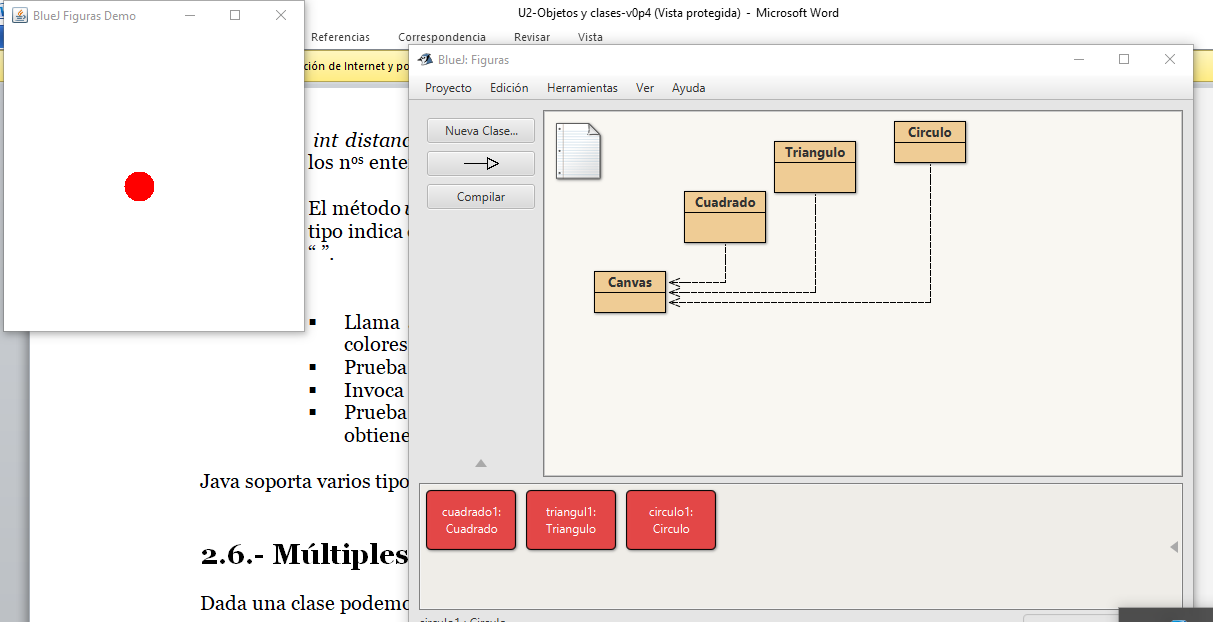 BlueJ Figuras Demo
U2-Objetos y clases-v0p4 (Vista protegida) - Microsoft Word
Referencias Correspondencia Revisar Vista
ción de Internet y po
int distanc
los nos ente
El método u
tipo indica
“ ”.
Llama
colores
Prueba
Invoca
Prueba
obtiene
Java soporta varios tipo
2.6.- Múltiples
Dada una clase podemo
BlueJ: Figuras
Proyecto Edición Herramientas Ver Ayuda
Nueva Clase...
Compilar
Circulo
Triangulo
Cuadrado
Canvas
cuadrado1:
Cuadrado
triangul1:
Triangulo
circulo1:
Circulo
circulo1 : Circulo